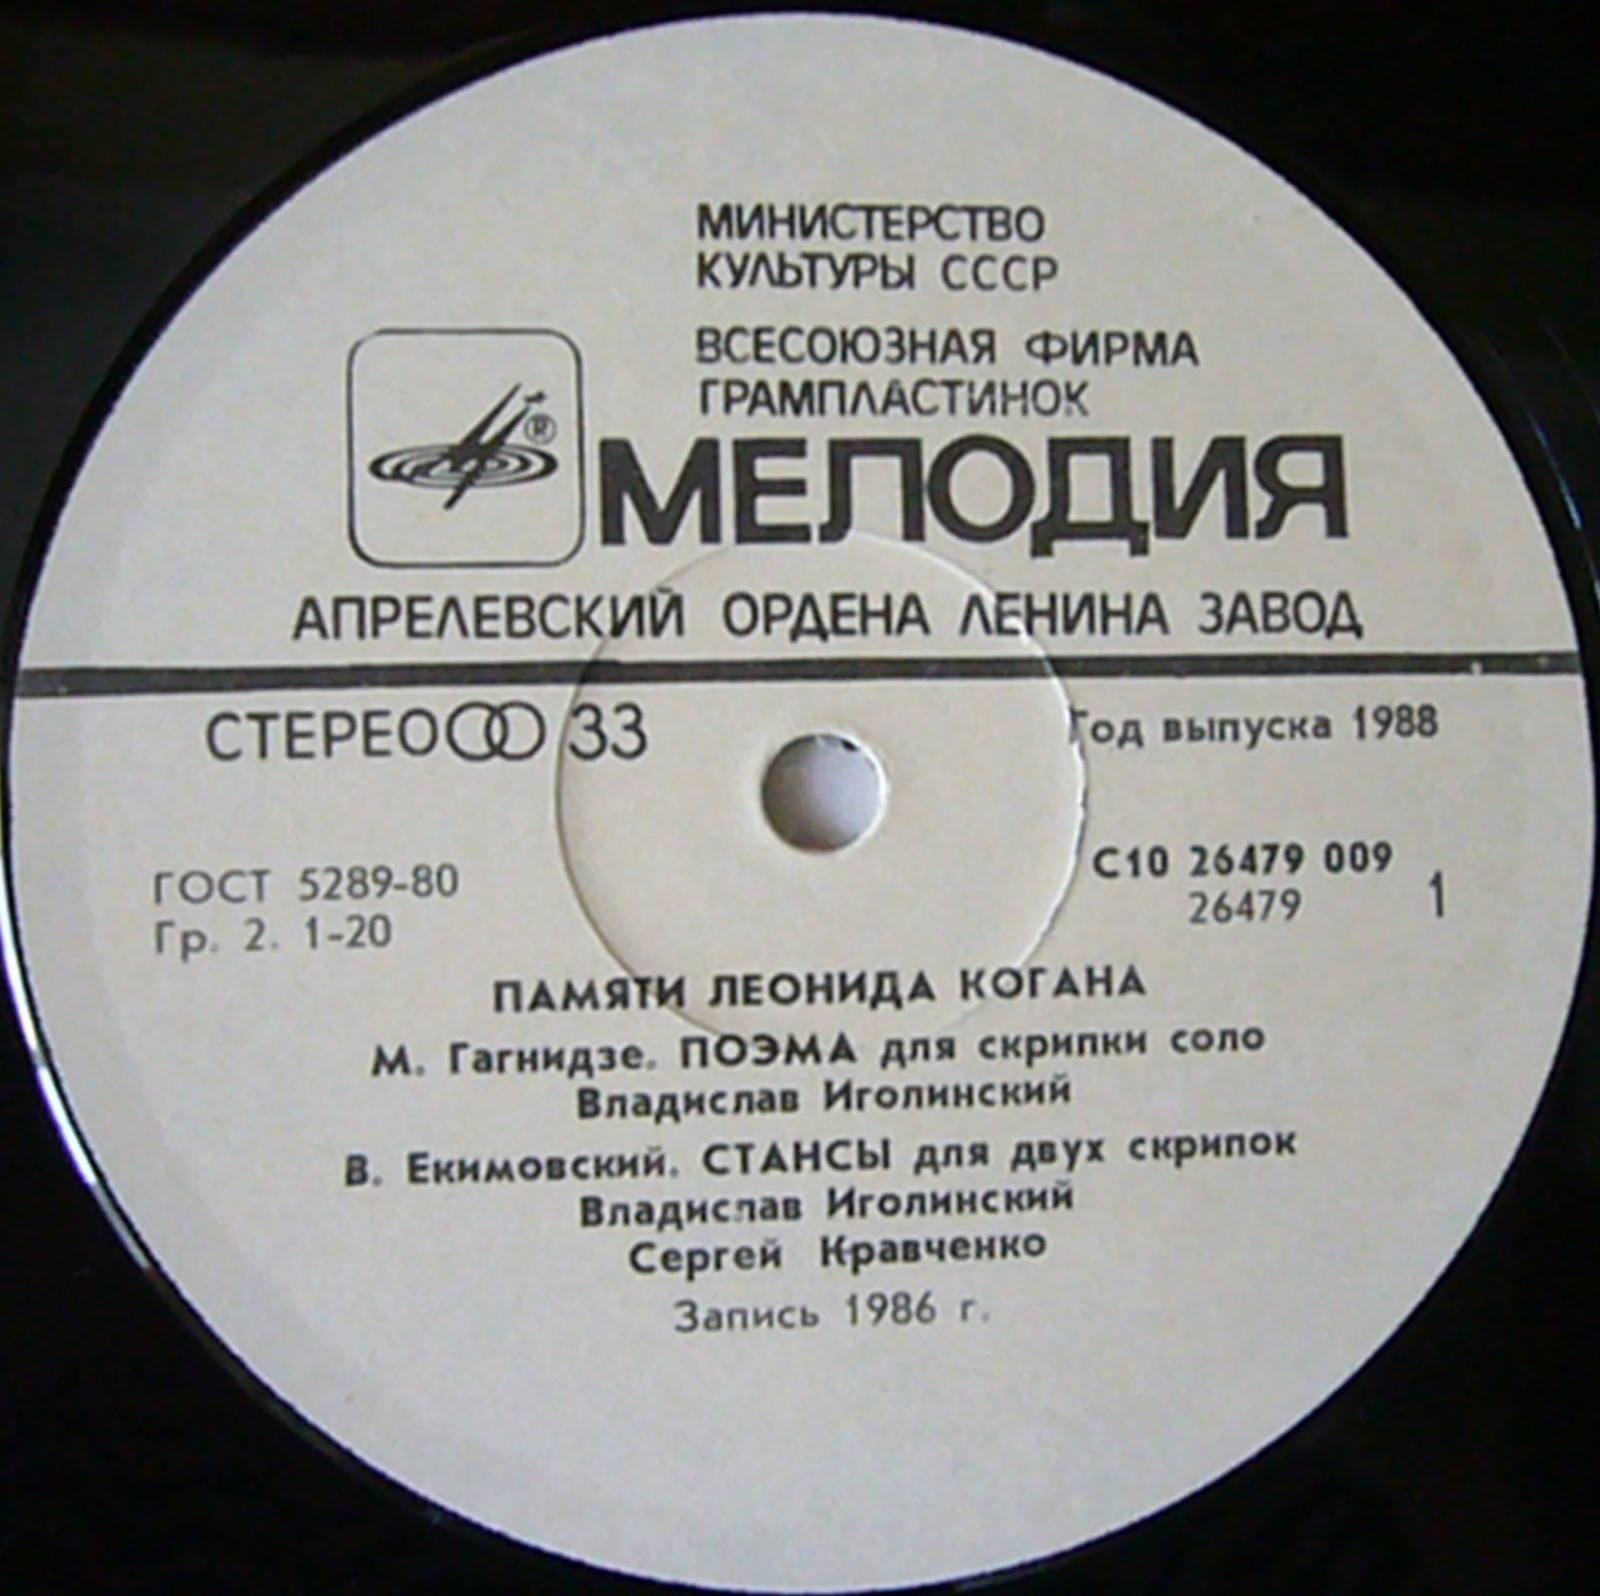 МИНИСТЕРСТВО
КУЛЬТУРЫ СССР
ВСЕСОЮЗНАЯ ФИРМА
ГРАМПЛАСТИНОК
®
МЕЛОДИЯ
АПРЕЛЕВСКИЙ ОРДЕНА ЛЕНИНА ЗАВОД
СТЕРЕО 33
Год выпуска 1988
ГОСТ 5289-80
Гр. 2. 1-20
С10 26479 009
26479 1
ПАМЯТИ ЛЕОНИДА КОГАНА
М. Гагнидзе. ПОЭМА для скрипки соло
Владислав Иголинский
В. Екимовский. СТАНСЫ для двух скрипок
Владислав Иголинский
Сергей Кравченко
Запись 1986 г.